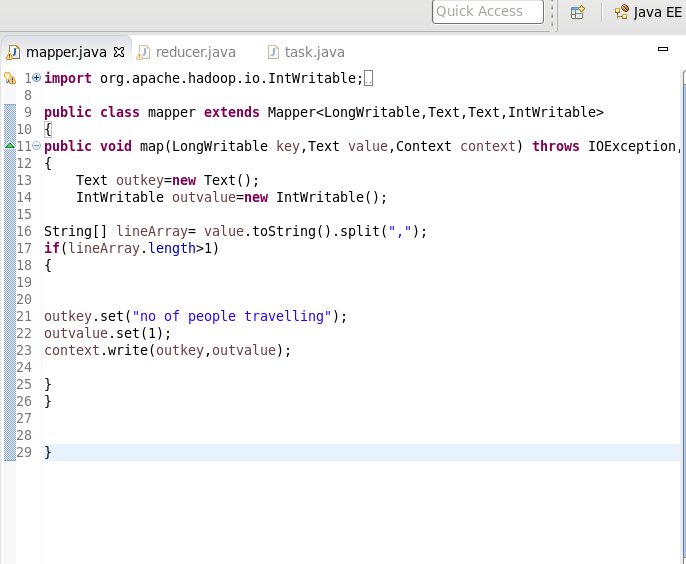 Quick Access
Java EE
mapper.java
reducer.java
task.java
1 import org.apache.hadoop.io.IntWritable;
8
9 public class mapper extends Mapper<LongWritable,Text,Text,IntWritable>
10 {
11 public void map(LongWritable key,Text value,Context context) throws IOException,
12 {
13     Text outkey=new Text();
14     IntWritable outvalue=new IntWritable();
15
16 String[] lineArray= value.toString().split(",");
17 if(lineArray.length>1)
18 {
19
20
21 outkey.set("no of people travelling");
22 outvalue.set(1);
23 context.write(outkey,outvalue);
24
25 }
26 }
27
28
29 }